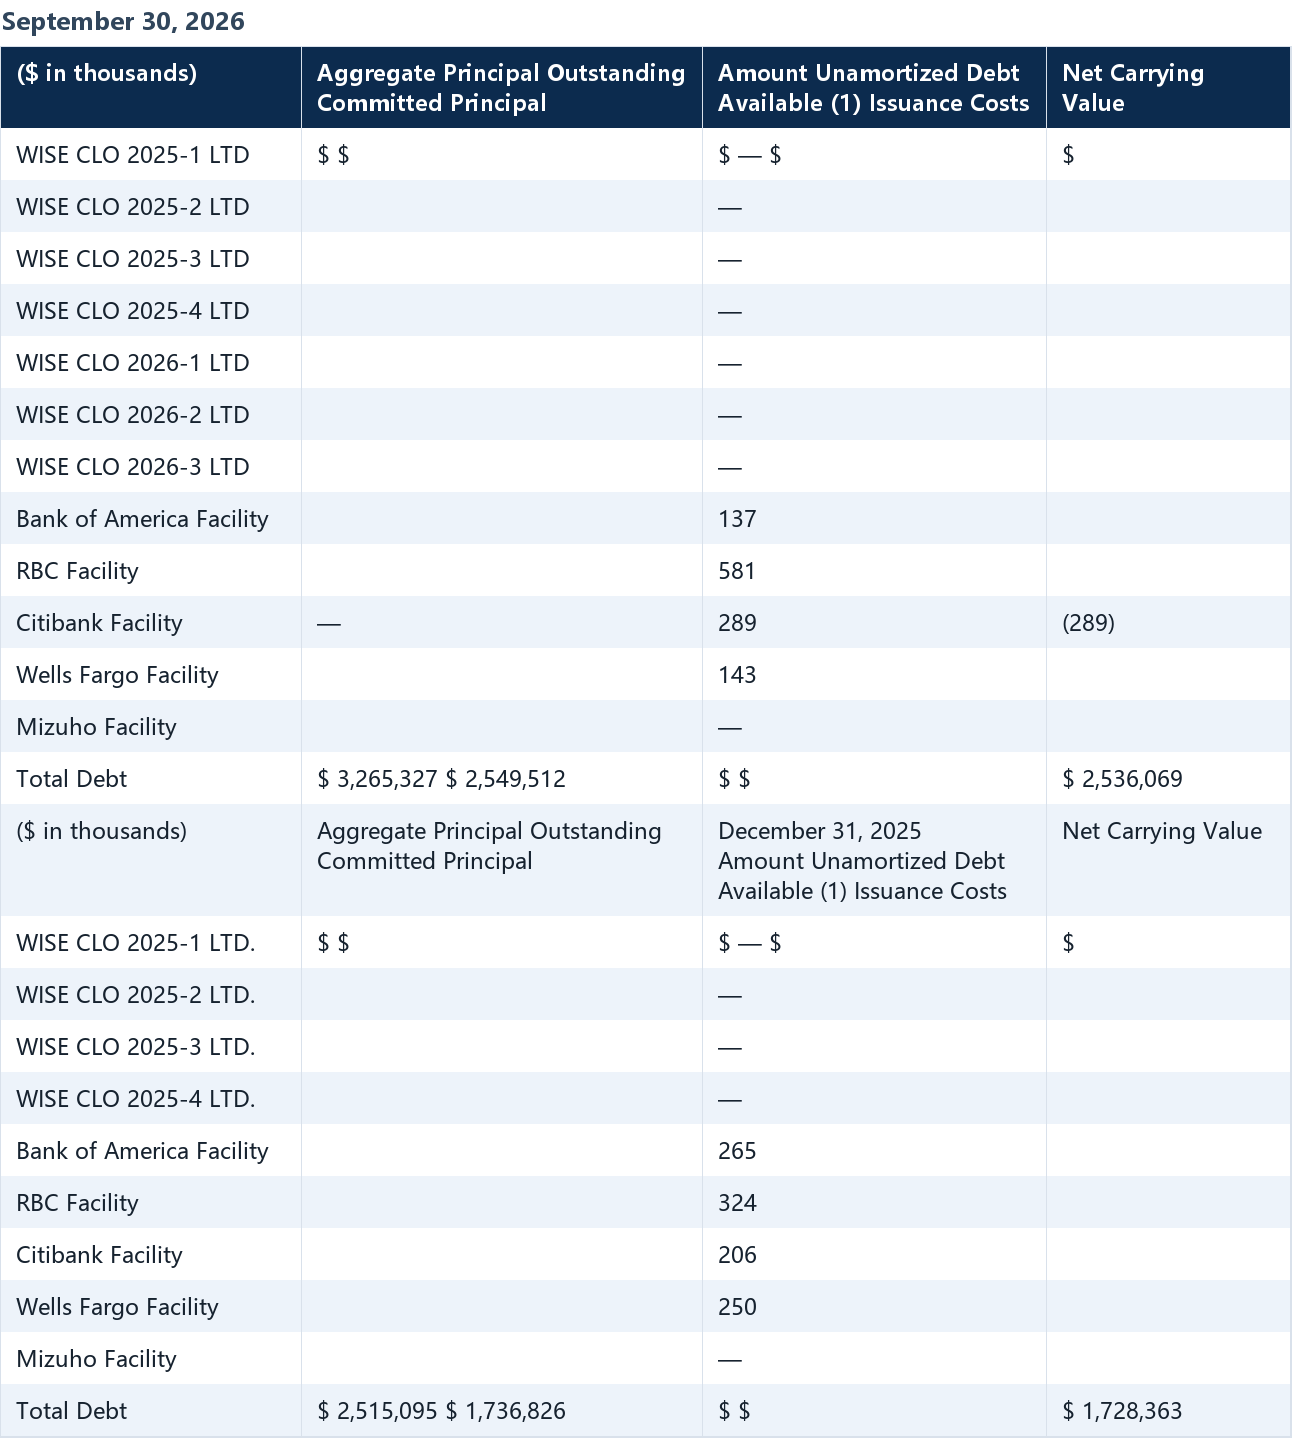 September 30, 2026
($ in thousands) Aggregate Principal Outstanding Committed Principal Amount Unamortized Debt Available (1) Issuance Costs Net Carrying Value
WISE CLO 2025-1 LTD $ $ $ — $ $
WISE CLO 2025-2 LTD —
WISE CLO 2025-3 LTD —
WISE CLO 2025-4 LTD —
WISE CLO 2026-1 LTD —
WISE CLO 2026-2 LTD —
WISE CLO 2026-3 LTD —
Bank of America Facility 137
RBC Facility 581
Citibank Facility — 289 (289)
Wells Fargo Facility 143
Mizuho Facility —
Total Debt $ 3,265,327 $ 2,549,512 $ $ $ 2,536,069
($ in thousands) Aggregate Principal Outstanding Committed Principal December 31, 2025 Amount Unamortized Debt Available (1) Issuance Costs Net Carrying Value
WISE CLO 2025-1 LTD. $ $ $ — $ $
WISE CLO 2025-2 LTD. —
WISE CLO 2025-3 LTD. —
WISE CLO 2025-4 LTD. —
Bank of America Facility 265
RBC Facility 324
Citibank Facility 206
Wells Fargo Facility 250
Mizuho Facility —
Total Debt $ 2,515,095 $ 1,736,826 $ $ $ 1,728,363